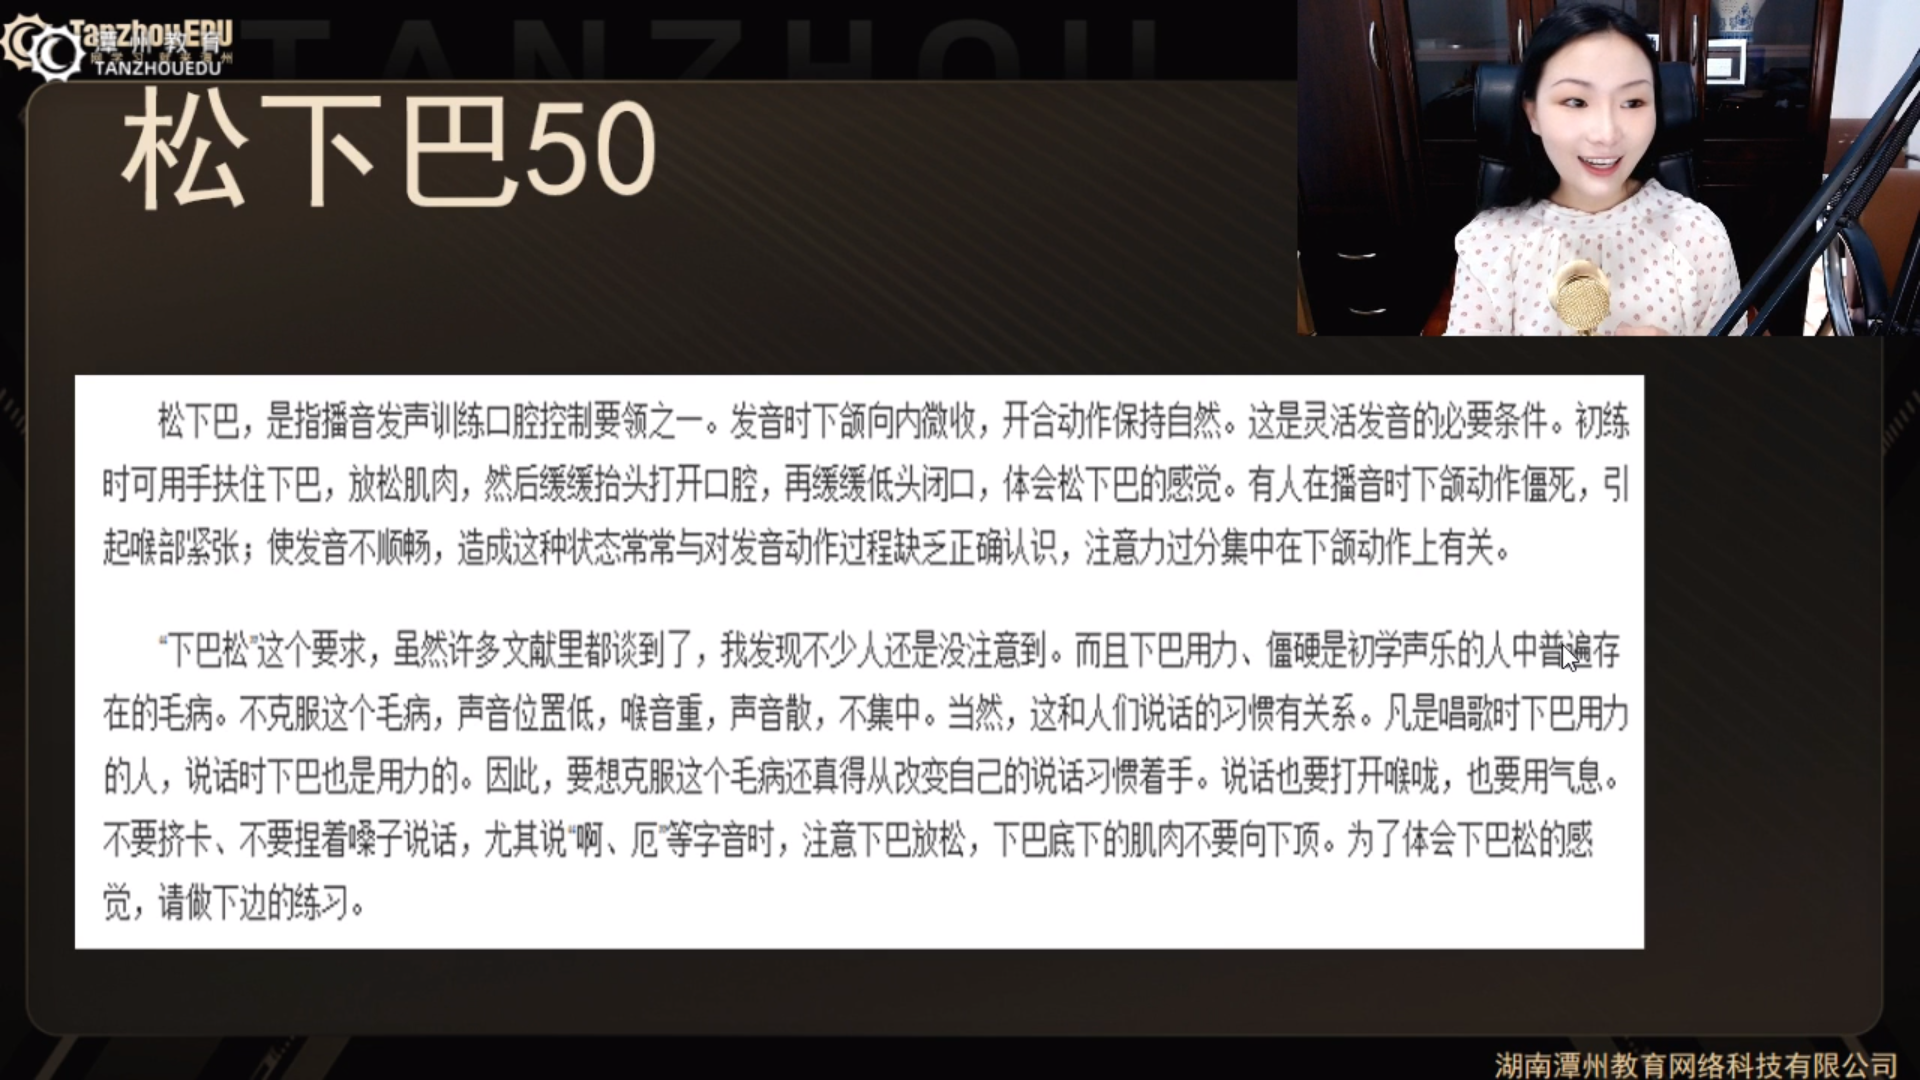 TanzhouEDU
潭州教育
TANZHOUEDU
TANZHOU
松下巴50
松下巴，是指播音发声训练口腔控制要领之一。发音时下颌向内微收，开合动作保持自然。这是灵活发音的必要条件。初练
时可用手扶住下巴，放松肌肉，然后缓缓抬头打开口腔，再缓缓低头闭口，体会松下巴的感觉。有人在播音时下颌动作僵死，引
起喉部紧张；使发音不顺畅，造成这种状态常常与对发音动作过程缺乏正确认识，注意力过分集中在下颌动作上有关。
“下巴松”这个要求，虽然许多文献里都谈到了，我发现不少人还是没注意到。而且下巴用力、僵硬是初学声乐的人中普遍存
在的毛病。不克服这个毛病，声音位置低，喉音重，声音散，不集中。当然，这和人们说话的习惯有关系。凡是唱歌时下巴用力
的人，说话时下巴也是用力的。因此，要想克服这个毛病还真得从改变自己的说话习惯着手。说话也要打开喉咙，也要用气息。
不要挤卡、不要捏着嗓子说话，尤其说“啊、厄”等字音时，注意下巴放松，下巴底下的肌肉不要向下顶。为了体会下巴松的感
觉，请做下边的练习。
湖南潭州教育网络科技有限公司